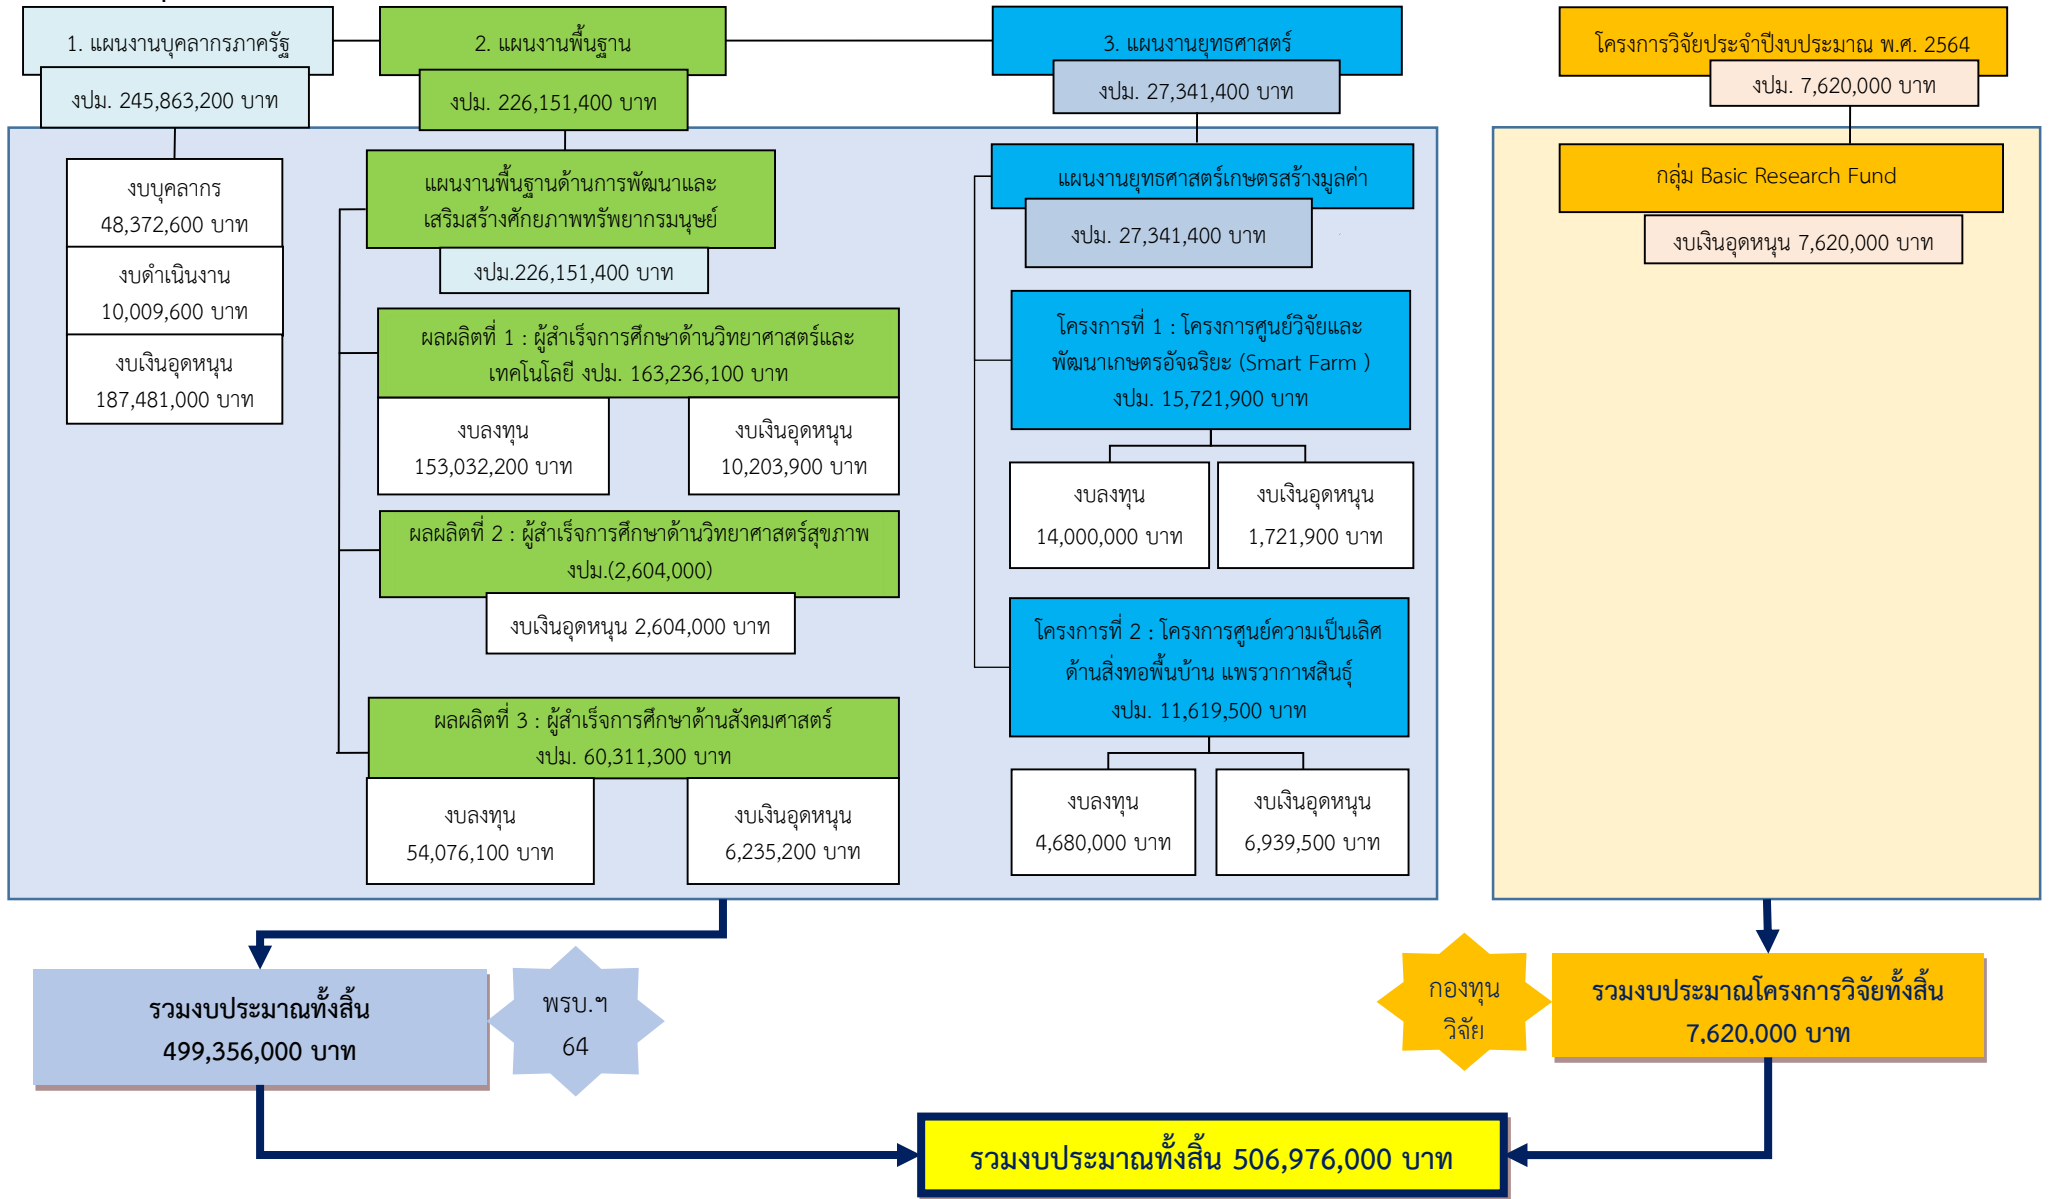 1. แผนงานบุคลากรภาครัฐ
งปม. 245,863,200 บาท
งบบุคลากร
48,372,600 บาท
งบดำเนินงาน
10,009,600 บาท
งบเงินอุดหนุน
187,481,000 บาท
2. แผนงานพื้นฐาน
งปม. 226,151,400 บาท
แผนงานพื้นฐานด้านการพัฒนาและ
เสริมสร้างศักยภาพทรัพยากรมนุษย์
งปม.226,151,400 บาท
ผลผลิตที่ 1 : ผู้สำเร็จการศึกษาด้านวิทยาศาสตร์และ
เทคโนโลยี งปม. 163,236,100 บาท
งบลงทุน
153,032,200 บาท
งบเงินอุดหนุน
10,203,900 บาท
ผลผลิตที่ 2 : ผู้สำเร็จการศึกษาด้านวิทยาศาสตร์สุขภาพ
งปม.(2,604,000)
งบเงินอุดหนุน 2,604,000 บาท
ผลผลิตที่ 3 : ผู้สำเร็จการศึกษาด้านสังคมศาสตร์
งปม. 60,311,300 บาท
งบลงทุน
54,076,100 บาท
งบเงินอุดหนุน
6,235,200 บาท
3. แผนงานยุทธศาสตร์
งปม. 27,341,400 บาท
แผนงานยุทธศาสตร์เกษตรสร้างมูลค่า
งปม. 27,341,400 บาท
โครงการที่ 1 : โครงการศูนย์วิจัยและ
พัฒนาเกษตรอัจฉริยะ (Smart Farm )
งปม. 15,721,900 บาท
งบลงทุน
14,000,000 บาท
งบเงินอุดหนุน
1,721,900 บาท
โครงการที่ 2 : โครงการศูนย์ความเป็นเลิศ
ด้านสิ่งทอพื้นบ้าน แพรวากาฬสินธุ์
งปม. 11,619,500 บาท
งบลงทุน
4,680,000 บาท
งบเงินอุดหนุน
6,939,500 บาท
โครงการวิจัยประจำปีงบประมาณ พ.ศ. 2564
งปม. 7,620,000 บาท
กลุ่ม Basic Research Fund
งบเงินอุดหนุน 7,620,000 บาท
รวมงบประมาณทั้งสิ้น
499,356,000 บาท
พรบ.ฯ
64
กองทุน
วิจัย
รวมงบประมาณโครงการวิจัยทั้งสิ้น
7,620,000 บาท
รวมงบประมาณทั้งสิ้น 506,976,000 บาท